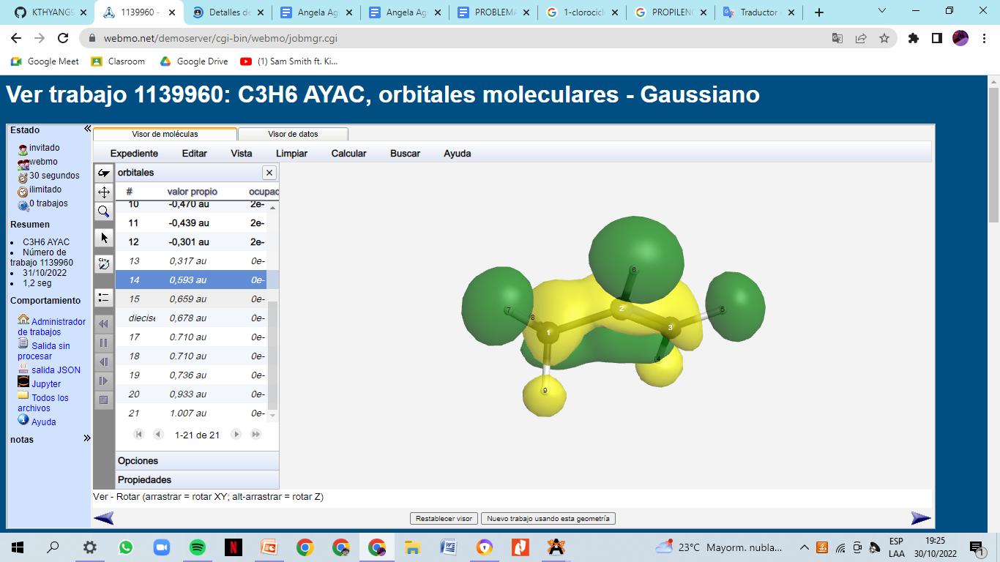 KTHYANG9
1139960 -
Detalles de
Angela Ag
Angela Ag
PROBLEMA
1-clorocicl
PROPILENO
Traductor
webmo.net/demoserver/cgi-bin/webmo/jobmgr.cgi
Google Meet
Clasroom
Google Drive
(1) Sam Smith ft. Ki...
Ver trabajo 1139960: C3H6 AYAC, orbitales moleculares - Gaussiano
Estado
invitado
webmo
30 segundos
ilimitado
0 trabajos
Resumen
C3H6 AYAC
Número de
trabajo 1139960
31/10/2022
1,2 seg
Comportamiento
Administrador
de trabajos
Salida sin
procesar
salida JSON
Jupyter
Todos los
archivos
Ayuda
notas
Visor de moléculas
Visor de datos
Expediente Editar Vista Limpiar Calcular Buscar Ayuda
orbitales
# valor propio ocupac
10 -0,470 au 2e-
11 -0,439 au 2e-
12 -0,301 au 2e-
13 0,317 au 0e-
14 0,593 au 0e-
15 0,659 au 0e-
diecise 0,678 au 0e-
17 0.710 au 0e-
18 0.710 au 0e-
19 0,736 au 0e-
20 0,933 au 0e-
21 1.007 au 0e-
1-21 de 21
Opciones
Propiedades
6
7
8
1
2
3
5
4
9
Ver - Rotar (arrastrar = rotar XY; alt-arrastrar = rotar Z)
Restablecer visor
Nuevo trabajo usando esta geometría
23°C Mayorm. nubla...
ESP
LAA
19:25
30/10/2022
1